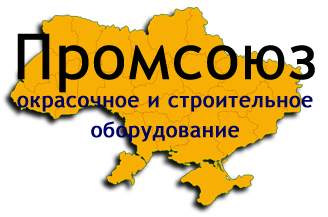 Промсоюз
окрасочное и строительное
оборудование